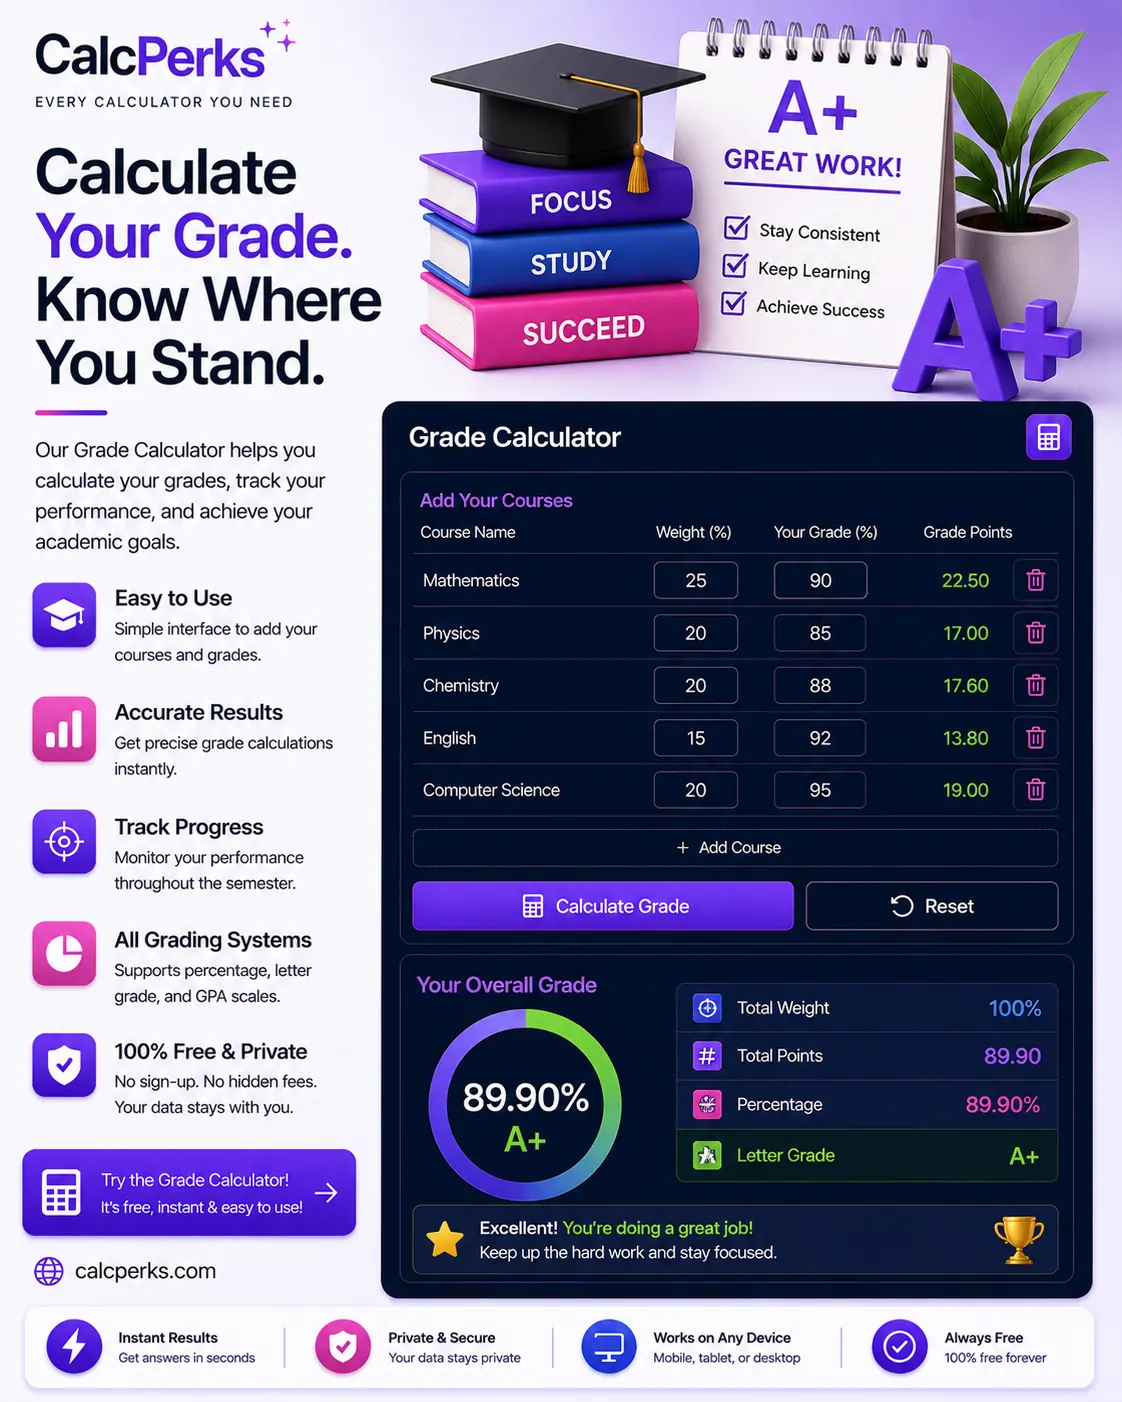 CalcPerks
EVERY CALCULATOR YOU NEED
Calculate
Your Grade.
Know Where
You Stand.
Our Grade Calculator helps you
calculate your grades, track your
performance, and achieve your
academic goals.
Easy to Use
Simple interface to add your
courses and grades.
Accurate Results
Get precise grade calculations
instantly.
Track Progress
Monitor your performance
throughout the semester.
All Grading Systems
Supports percentage, letter
grade, and GPA scales.
100% Free & Private
No sign-up. No hidden fees.
Your data stays with you.
Try the Grade Calculator!
It's free, instant & easy to use!
calcperks.com
FOCUS
STUDY
SUCCEED
A+
GREAT WORK!
Stay Consistent
Keep Learning
Achieve Success
A+
Grade Calculator
Add Your Courses
Course Name Weight (%) Your Grade (%) Grade Points
Mathematics 25 90 22.50
Physics 20 85 17.00
Chemistry 20 88 17.60
English 15 92 13.80
Computer Science 20 95 19.00
+ Add Course
Calculate Grade Reset
Your Overall Grade
89.90%
A+
Total Weight 100%
# Total Points 89.90
Percentage 89.90%
Letter Grade A+
Excellent! You're doing a great job!
Keep up the hard work and stay focused.
Instant Results
Get answers in seconds
Private & Secure
Your data stays private
Works on Any Device
Mobile, tablet, or desktop
Always Free
100% free forever